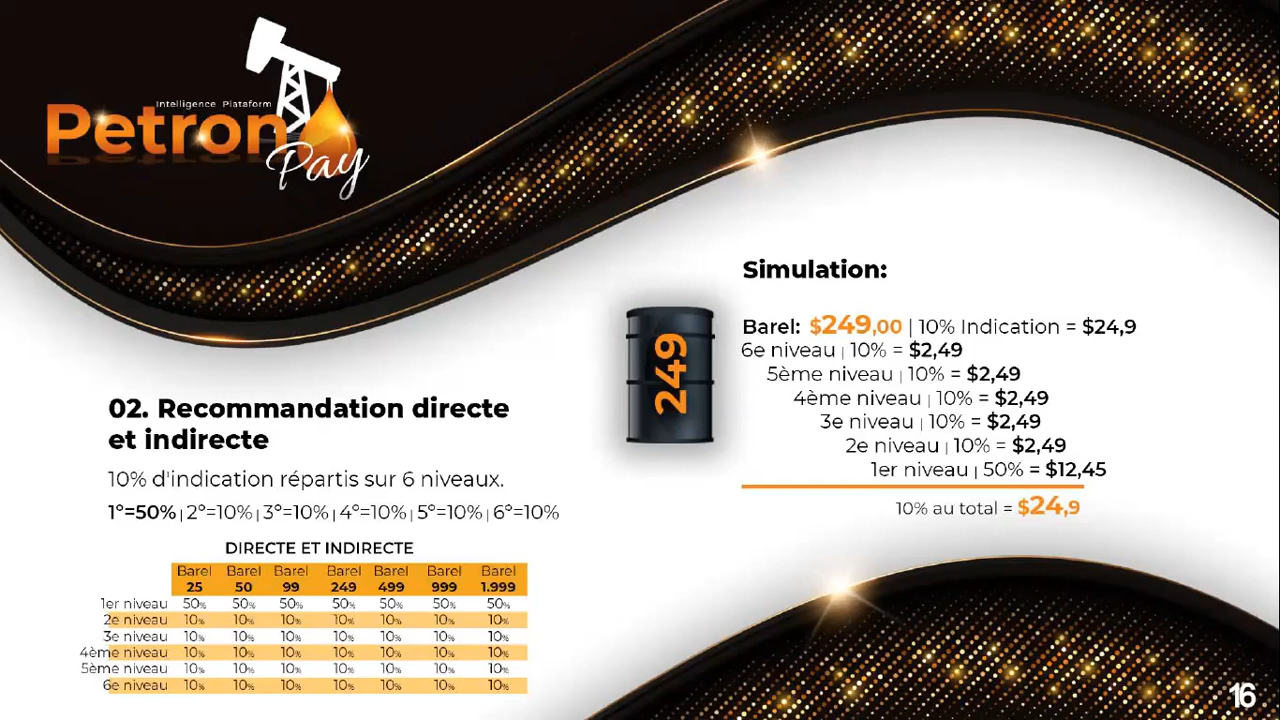 Intelligence Plataform
Petron
Pay
02. Recommandation directe
et indirecte
10% d'indication répartis sur 6 niveaux.
1º=50% | 2º=10% | 3º=10% | 4º=10% | 5º=10% | 6º=10%
DIRECTE ET INDIRECTE
Barel Barel Barel Barel Barel Barel Barel
25 50 99 249 499 999 1.999
1er niveau 50% 50% 50% 50% 50% 50% 50%
2e niveau 10% 10% 10% 10% 10% 10% 10%
3e niveau 10% 10% 10% 10% 10% 10% 10%
4ème niveau 10% 10% 10% 10% 10% 10% 10%
5ème niveau 10% 10% 10% 10% 10% 10% 10%
6e niveau 10% 10% 10% 10% 10% 10% 10%
249
Simulation:
Barel: $249,00 | 10% Indication = $24,9
6e niveau | 10% = $2,49
5ème niveau | 10% = $2,49
4ème niveau | 10% = $2,49
3e niveau | 10% = $2,49
2e niveau | 10% = $2,49
1er niveau | 50% = $12,45
10% au total = $24,9
16